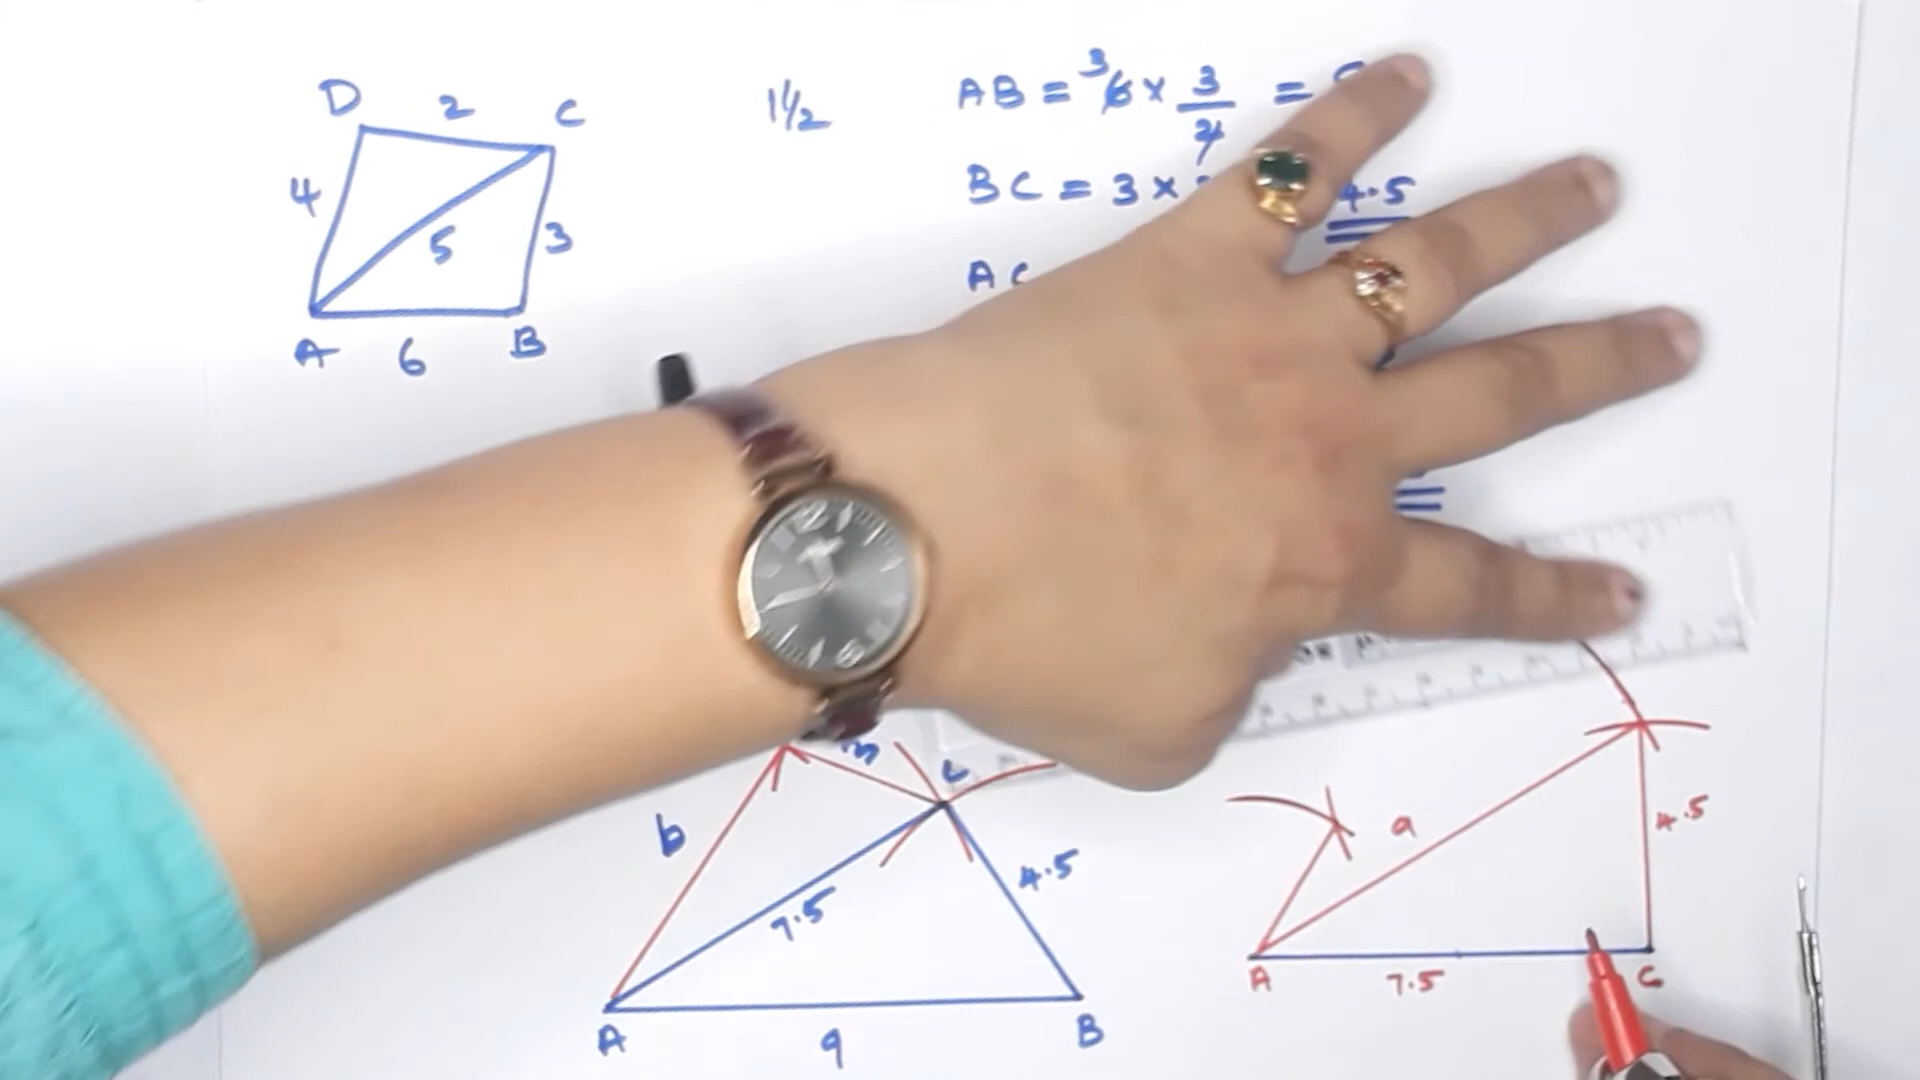 D 2 C
4
5
3
A 6 B
1½
AB = 3 6 × 3/2 =
BC = 3 × 4.5
AC
C
b
7.5
4.5
A 9 B
9
4.5
A 7.5 C